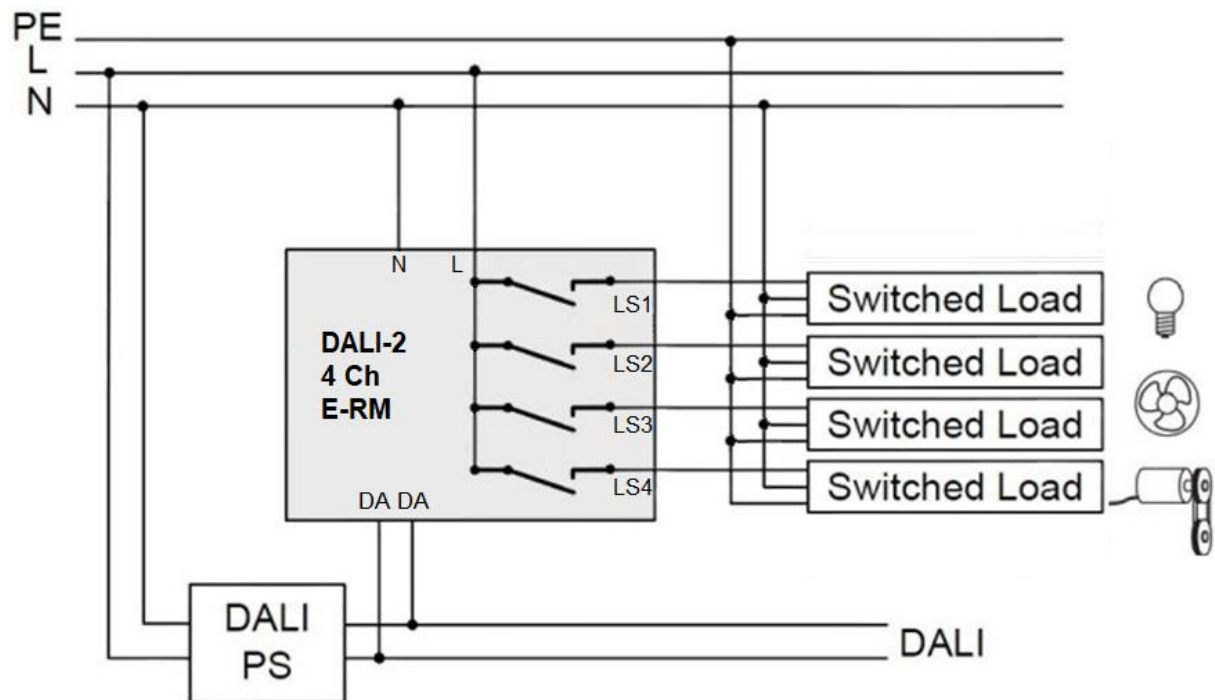 PE
L
N
N L
LS1
DALI-2
4 Ch
E-RM
LS2
LS3
LS4
DA DA
Switched Load
Switched Load
Switched Load
Switched Load
DALI
PS
DALI